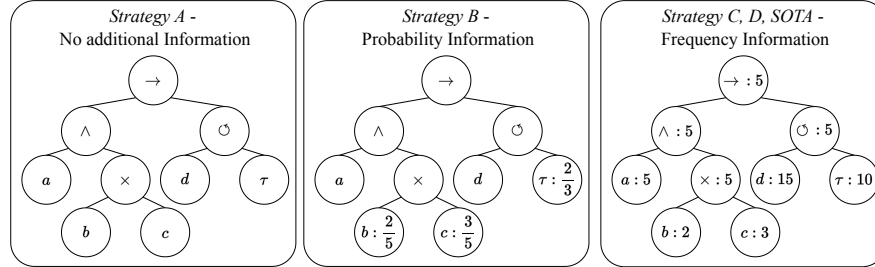 Strategy A -
No additional Information
→
∧
↺
a
×
d
τ
b
c
Strategy B -
Probability Information
→
∧
↺
a
×
d
τ : 2/3
b : 2/5
c : 3/5
Strategy C, D, SOTA -
Frequency Information
→ : 5
∧ : 5
↺ : 5
a : 5
× : 5
d : 15
τ : 10
b : 2
c : 3